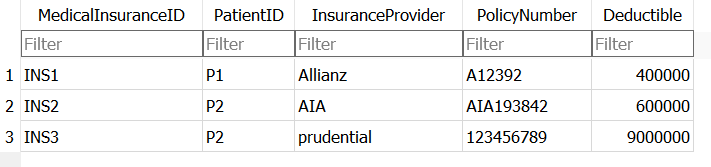 MedicalInsuranceID PatientID InsuranceProvider PolicyNumber Deductible
Filter Filter Filter Filter Filter
1 INS1 P1 Allianz A12392 400000
2 INS2 P2 AIA AIA193842 600000
3 INS3 P2 prudential 123456789 9000000